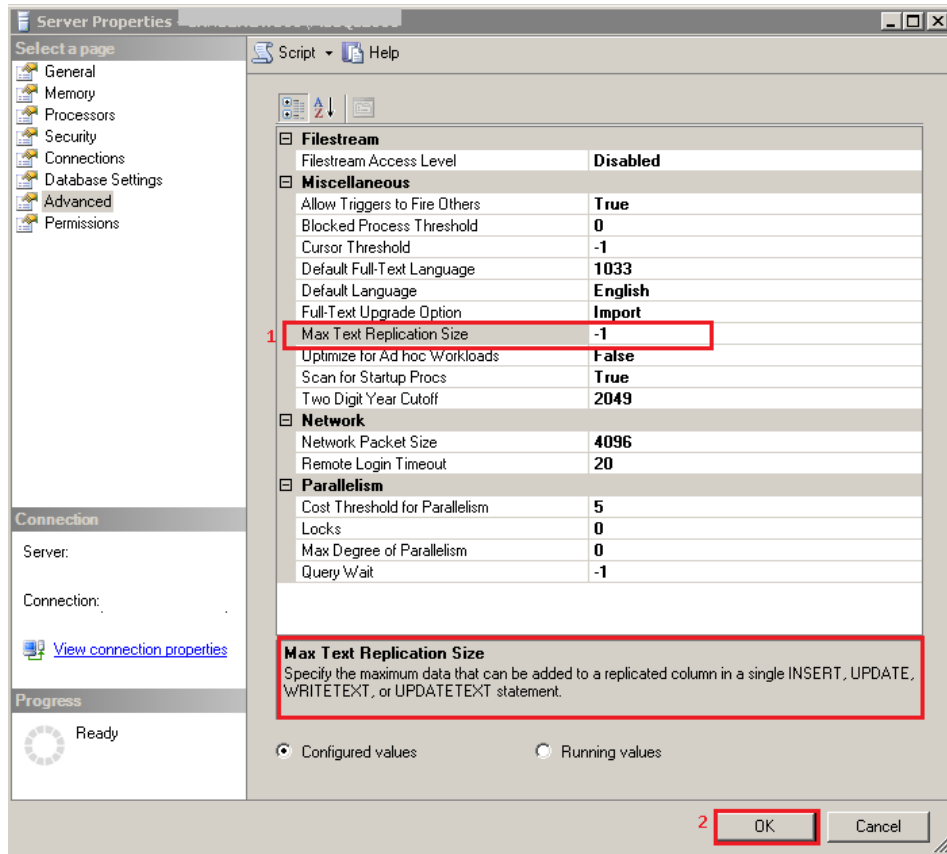 Server Properties -
Select a page
General
Memory
Processors
Security
Connections
Database Settings
Advanced
Permissions
Connection
Server:
Connection:
View connection properties
Progress
Ready
Script Help
A
Z
Filestream
Filestream Access Level Disabled
Miscellaneous
Allow Triggers to Fire Others True
Blocked Process Threshold 0
Cursor Threshold -1
Default Full-Text Language 1033
Default Language English
Full-Text Upgrade Option Import
1 Max Text Replication Size -1
Optimize for Ad hoc Workloads False
Scan for Startup Procs True
Two Digit Year Cutoff 2049
Network
Network Packet Size 4096
Remote Login Timeout 20
Parallelism
Cost Threshold for Parallelism 5
Locks 0
Max Degree of Parallelism 0
Query Wait -1
Max Text Replication Size
Specify the maximum data that can be added to a replicated column in a single INSERT, UPDATE,
WRITETEXT, or UPDATETEXT statement.
Configured values Running values
2 OK Cancel